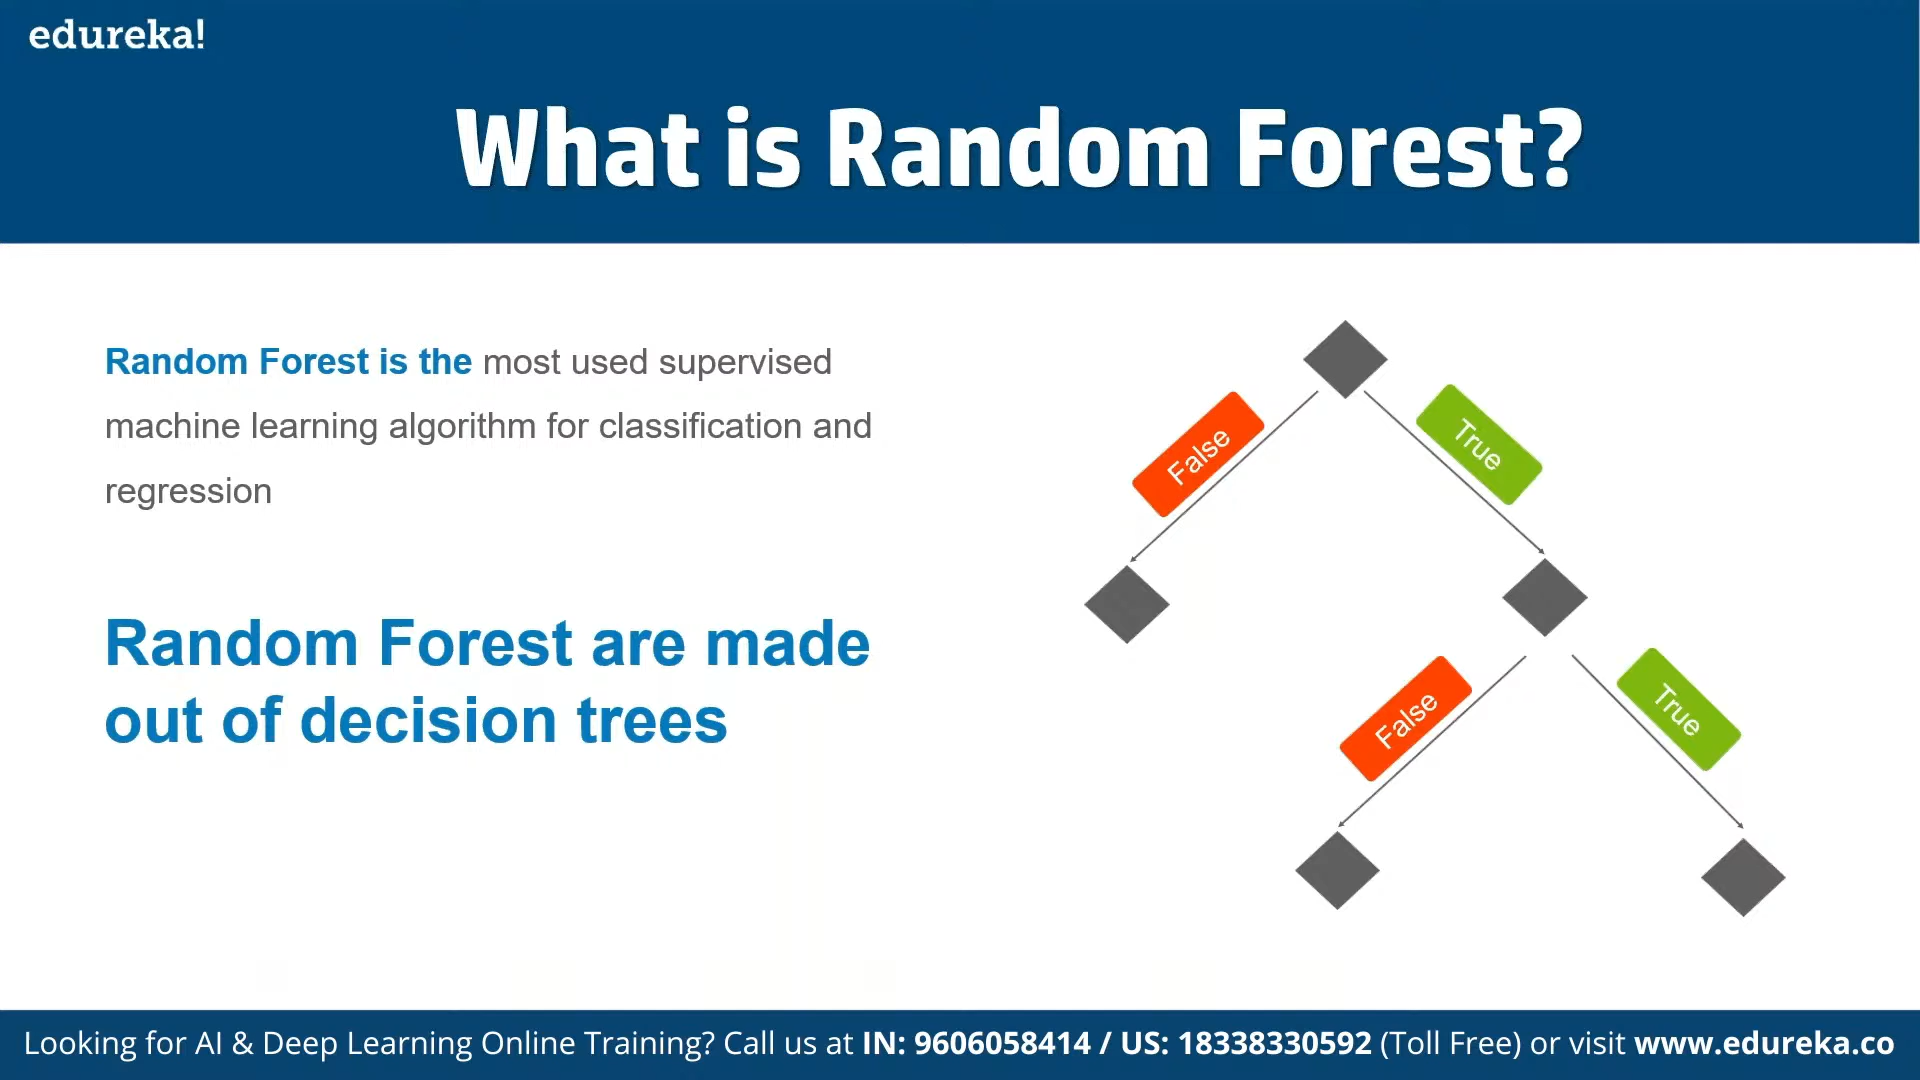 edureka!
What is Random Forest?
Random Forest is the most used supervised
machine learning algorithm for classification and
regression
Random Forest are made
out of decision trees
False
True
False
True
Looking for AI & Deep Learning Online Training? Call us at IN: 9606058414 / US: 18338330592 (Toll Free) or visit www.edureka.co